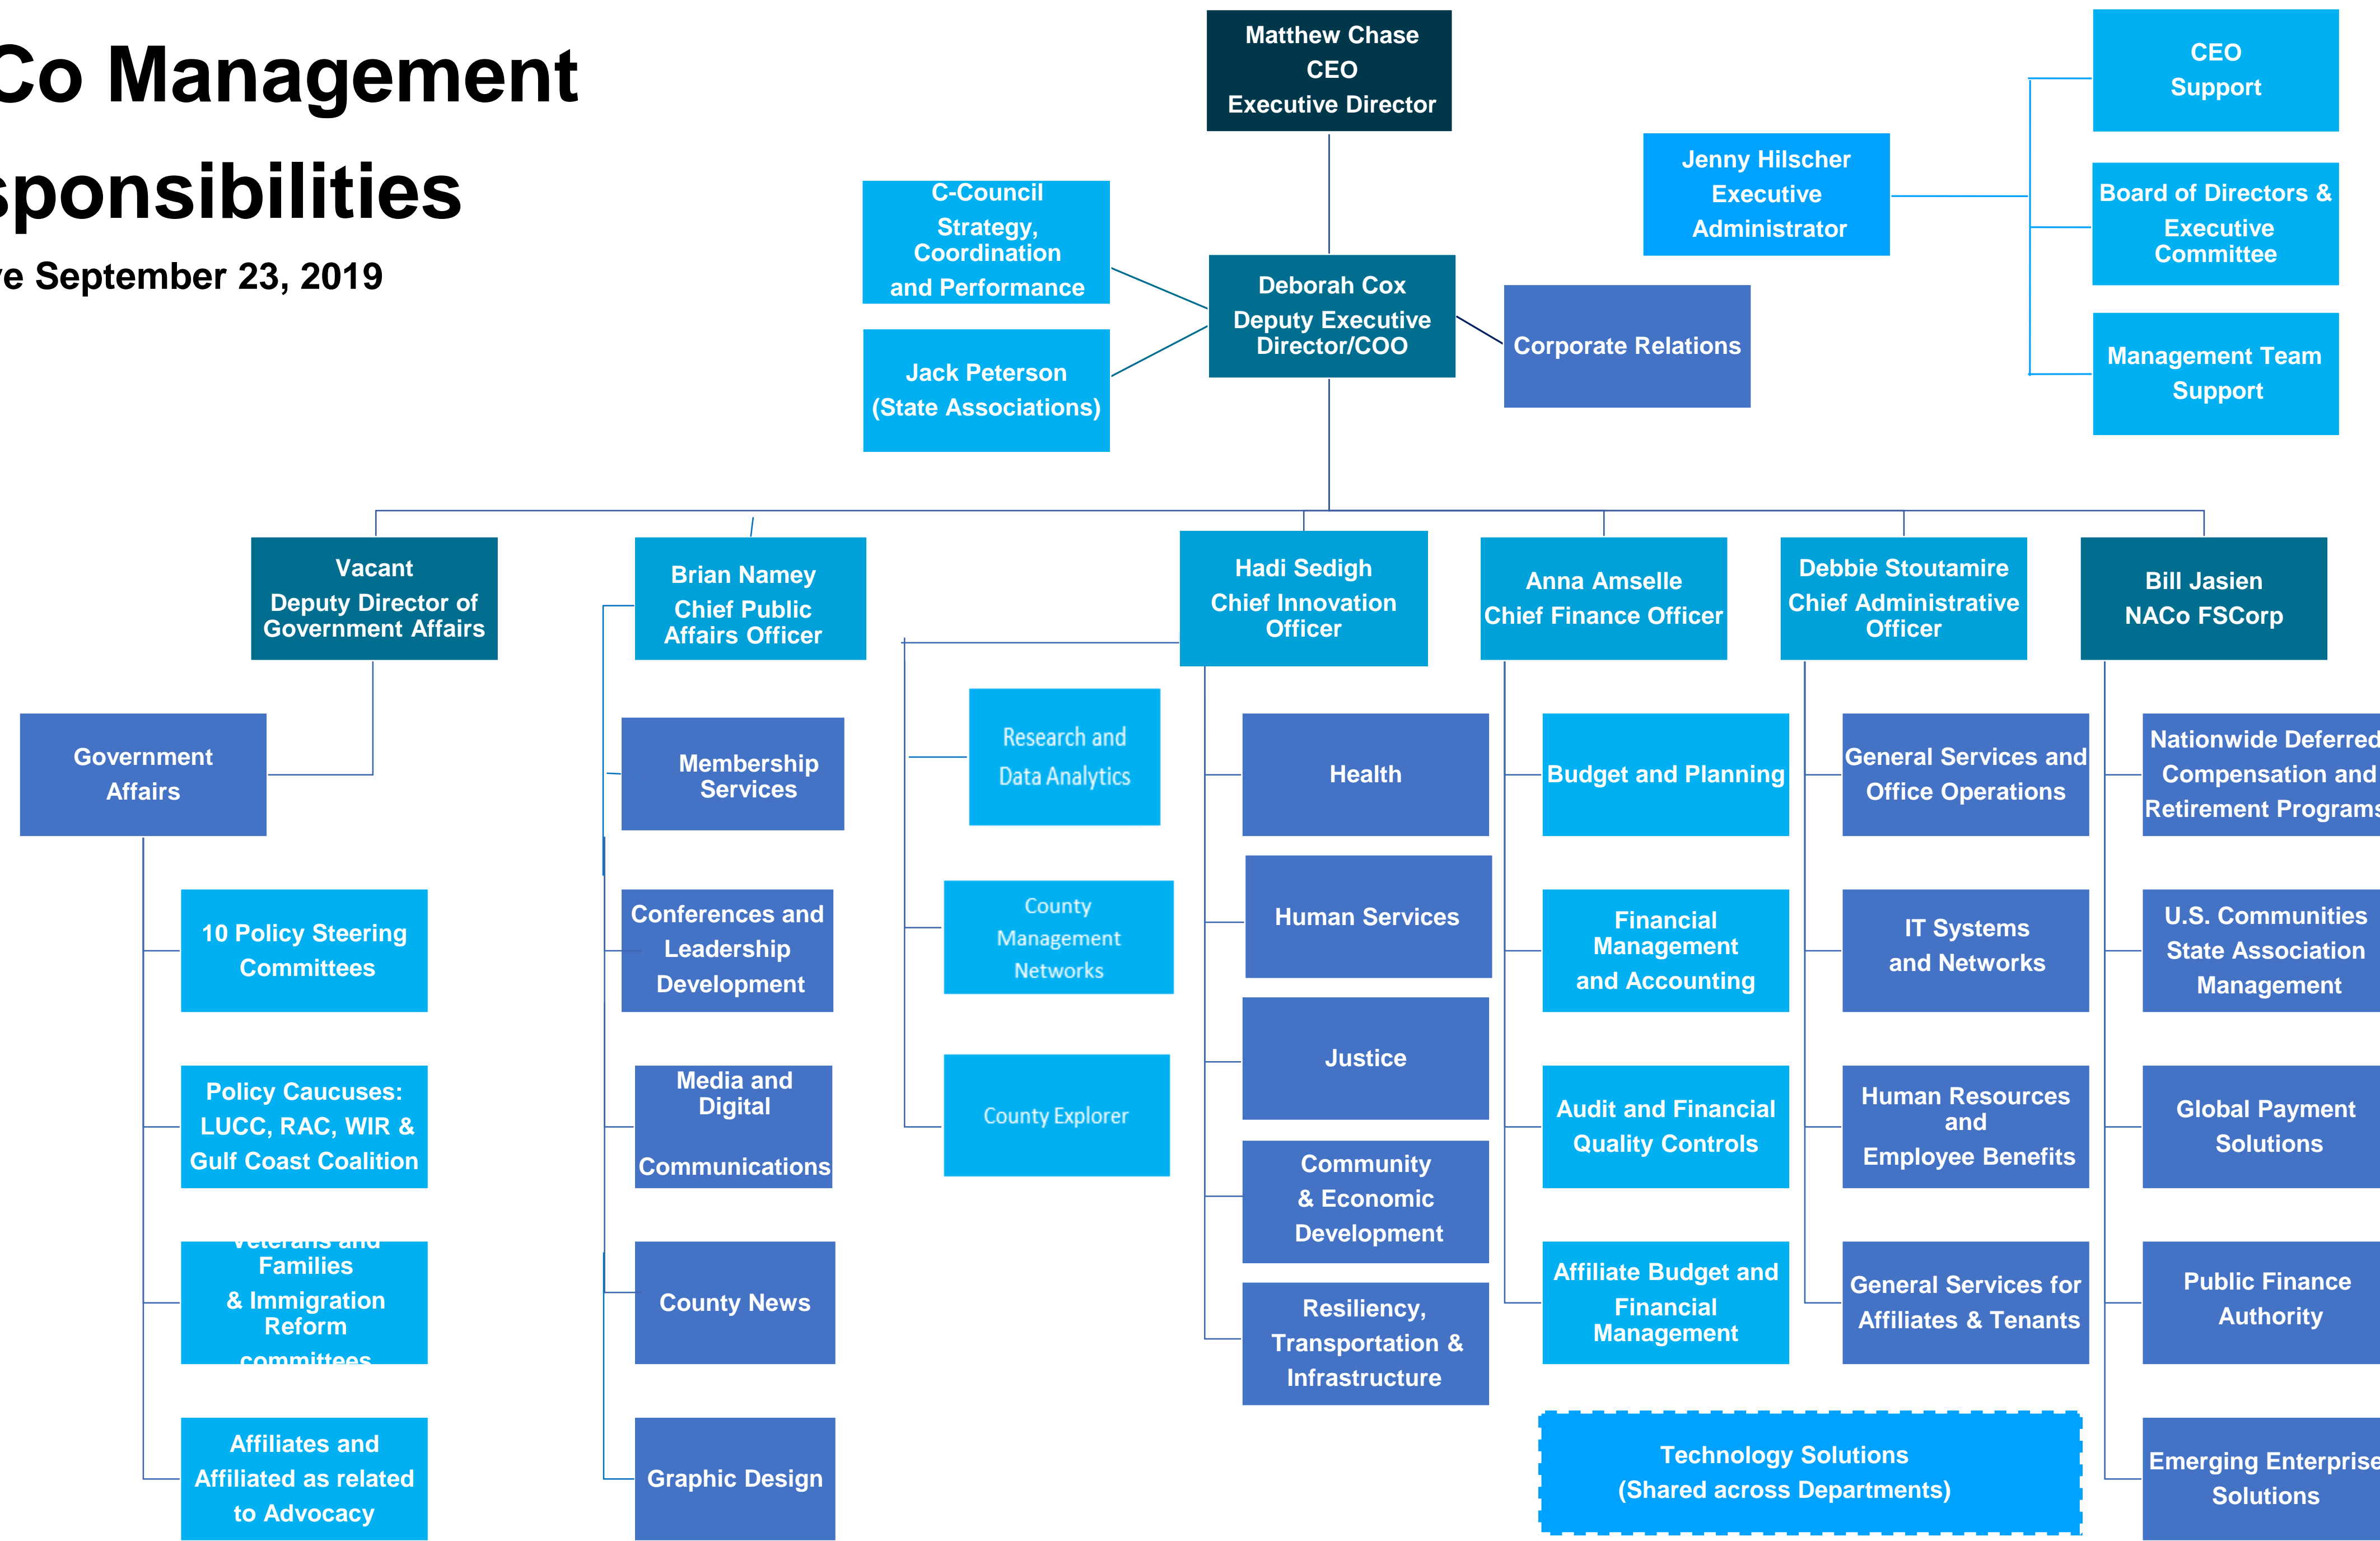 Co Management
sponsibilities
e September 23, 2019
Matthew Chase
CEO
Executive Director
CEO
Support
Jenny Hilscher
Executive
Administrator
Board of Directors &
Executive
Committee
Management Team
Support
C-Council
Strategy,
Coordination
and Performance
Jack Peterson
(State Associations)
Deborah Cox
Deputy Executive
Director/COO
Corporate Relations
Vacant
Deputy Director of
Government Affairs
Government
Affairs
10 Policy Steering
Committees
Policy Caucuses:
LUCC, RAC, WIR &
Gulf Coast Coalition
Veterans and
Families
& Immigration
Reform
committees
Affiliates and
Affiliated as related
to Advocacy
Brian Namey
Chief Public
Affairs Officer
Membership
Services
Conferences and
Leadership
Development
Media and
Digital
Communications
County News
Graphic Design
Hadi Sedigh
Chief Innovation
Officer
Research and
Data Analytics
County
Management
Networks
County Explorer
Health
Human Services
Justice
Community
& Economic
Development
Resiliency,
Transportation &
Infrastructure
Anna Amselle
Chief Finance Officer
Budget and Planning
Financial
Management
and Accounting
Audit and Financial
Quality Controls
Affiliate Budget and
Financial
Management
Debbie Stoutamire
Chief Administrative
Officer
General Services and
Office Operations
IT Systems
and Networks
Human Resources
and
Employee Benefits
General Services for
Affiliates & Tenants
Technology Solutions
(Shared across Departments)
Bill Jasien
NACo FSCorp
Nationwide Deferred
Compensation and
Retirement Programs
U.S. Communities
State Association
Management
Global Payment
Solutions
Public Finance
Authority
Emerging Enterprise
Solutions